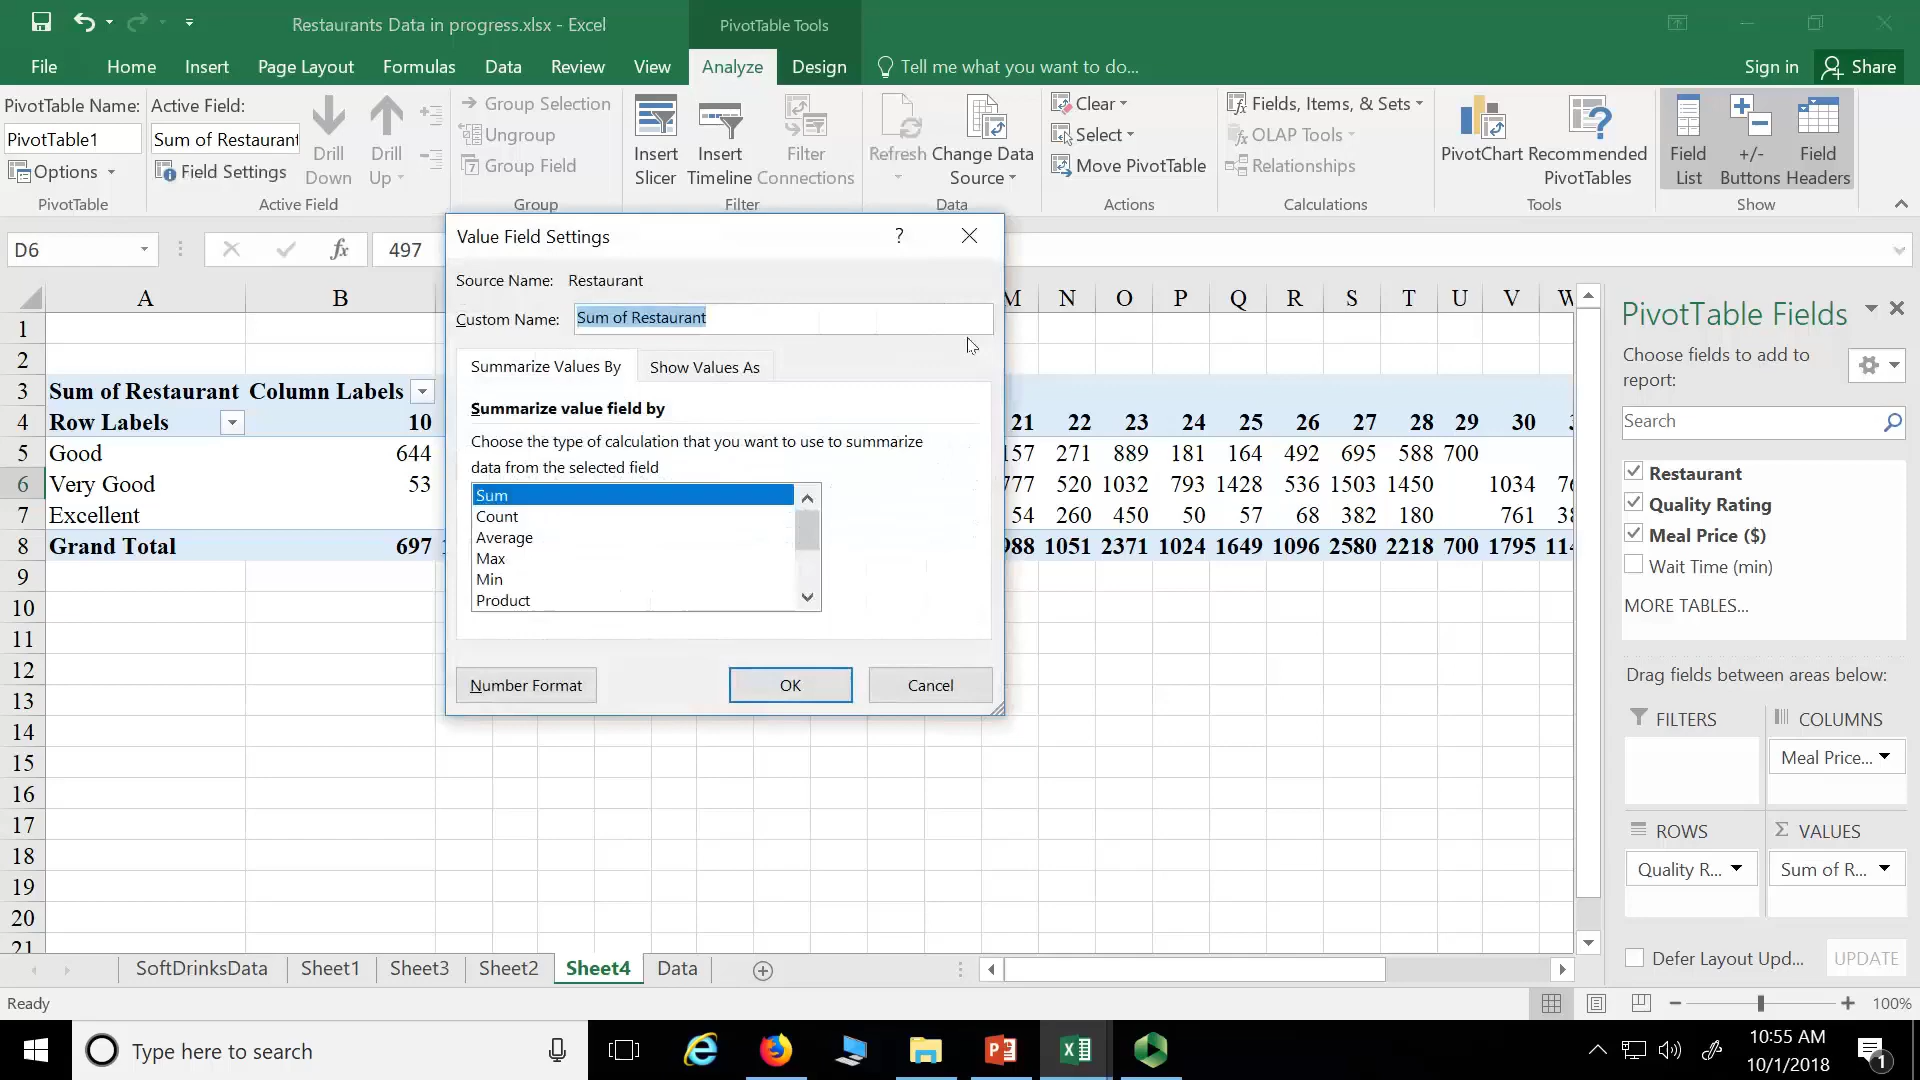 Restaurants Data in progress.xlsx - Excel
PivotTable Tools
File Home Insert Page Layout Formulas Data Review View Analyze Design Tell me what you want to do... Sign in Share
PivotTable Name:
PivotTable1
Options
PivotTable
Active Field:
Sum of Restaurant
Field Settings
Drill Down
Drill Up
Active Field
Group Selection
Ungroup
Group Field
Group
Insert Slicer
Insert Timeline
Filter Connections
Filter
Refresh
Change Data Source
Data
Clear
Select
Move PivotTable
Actions
Fields, Items, & Sets
OLAP Tools
Relationships
Calculations
PivotChart
Recommended PivotTables
Tools
Field List
+/- Buttons
Field Headers
Show
D6 fx 497
Value Field Settings ?
Source Name: Restaurant
Custom Name: Sum of Restaurant
Summarize Values By Show Values As
Summarize value field by
Choose the type of calculation that you want to use to summarize
data from the selected field
Sum
Count
Average
Max
Min
Product
Number Format OK Cancel
A B M N O P Q R S T U V W
1
2
3 Sum of Restaurant Column Labels
4 Row Labels 10 21 22 23 24 25 26 27 28 29 30
5 Good 644 157 271 889 181 164 492 695 588 700
6 Very Good 53 777 520 1032 793 1428 536 1503 1450 1034
7 Excellent 54 260 450 50 57 68 382 180 761
8 Grand Total 697 988 1051 2371 1024 1649 1096 2580 2218 700 1795
9
10
11
12
13
14
15
16
17
18
19
20
21
PivotTable Fields
Choose fields to add to
report:
Search
Restaurant
Quality Rating
Meal Price ($)
Wait Time (min)
MORE TABLES...
Drag fields between areas below:
FILTERS COLUMNS
Meal Price...
ROWS Σ VALUES
Quality R... Sum of R...
Defer Layout Upd... UPDATE
SoftDrinksData Sheet1 Sheet3 Sheet2 Sheet4 Data
Ready 100%
Type here to search
10:55 AM
10/1/2018
1